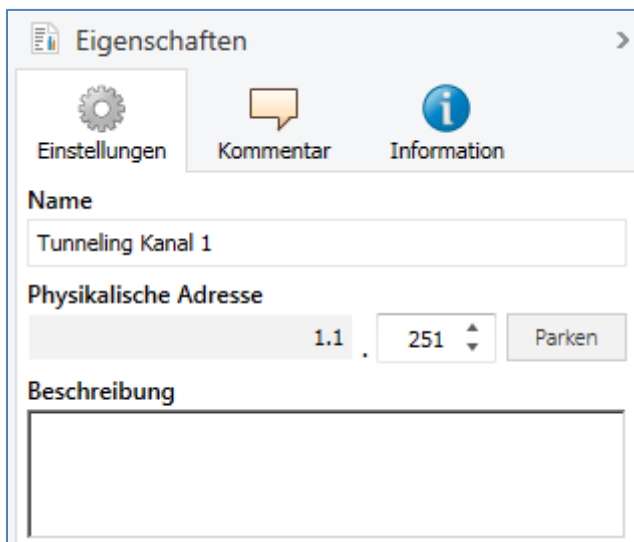 Eigenschaften
Einstellungen Kommentar Information
Name
Tunneling Kanal 1
Physikalische Adresse
1.1 . 251 Parken
Beschreibung